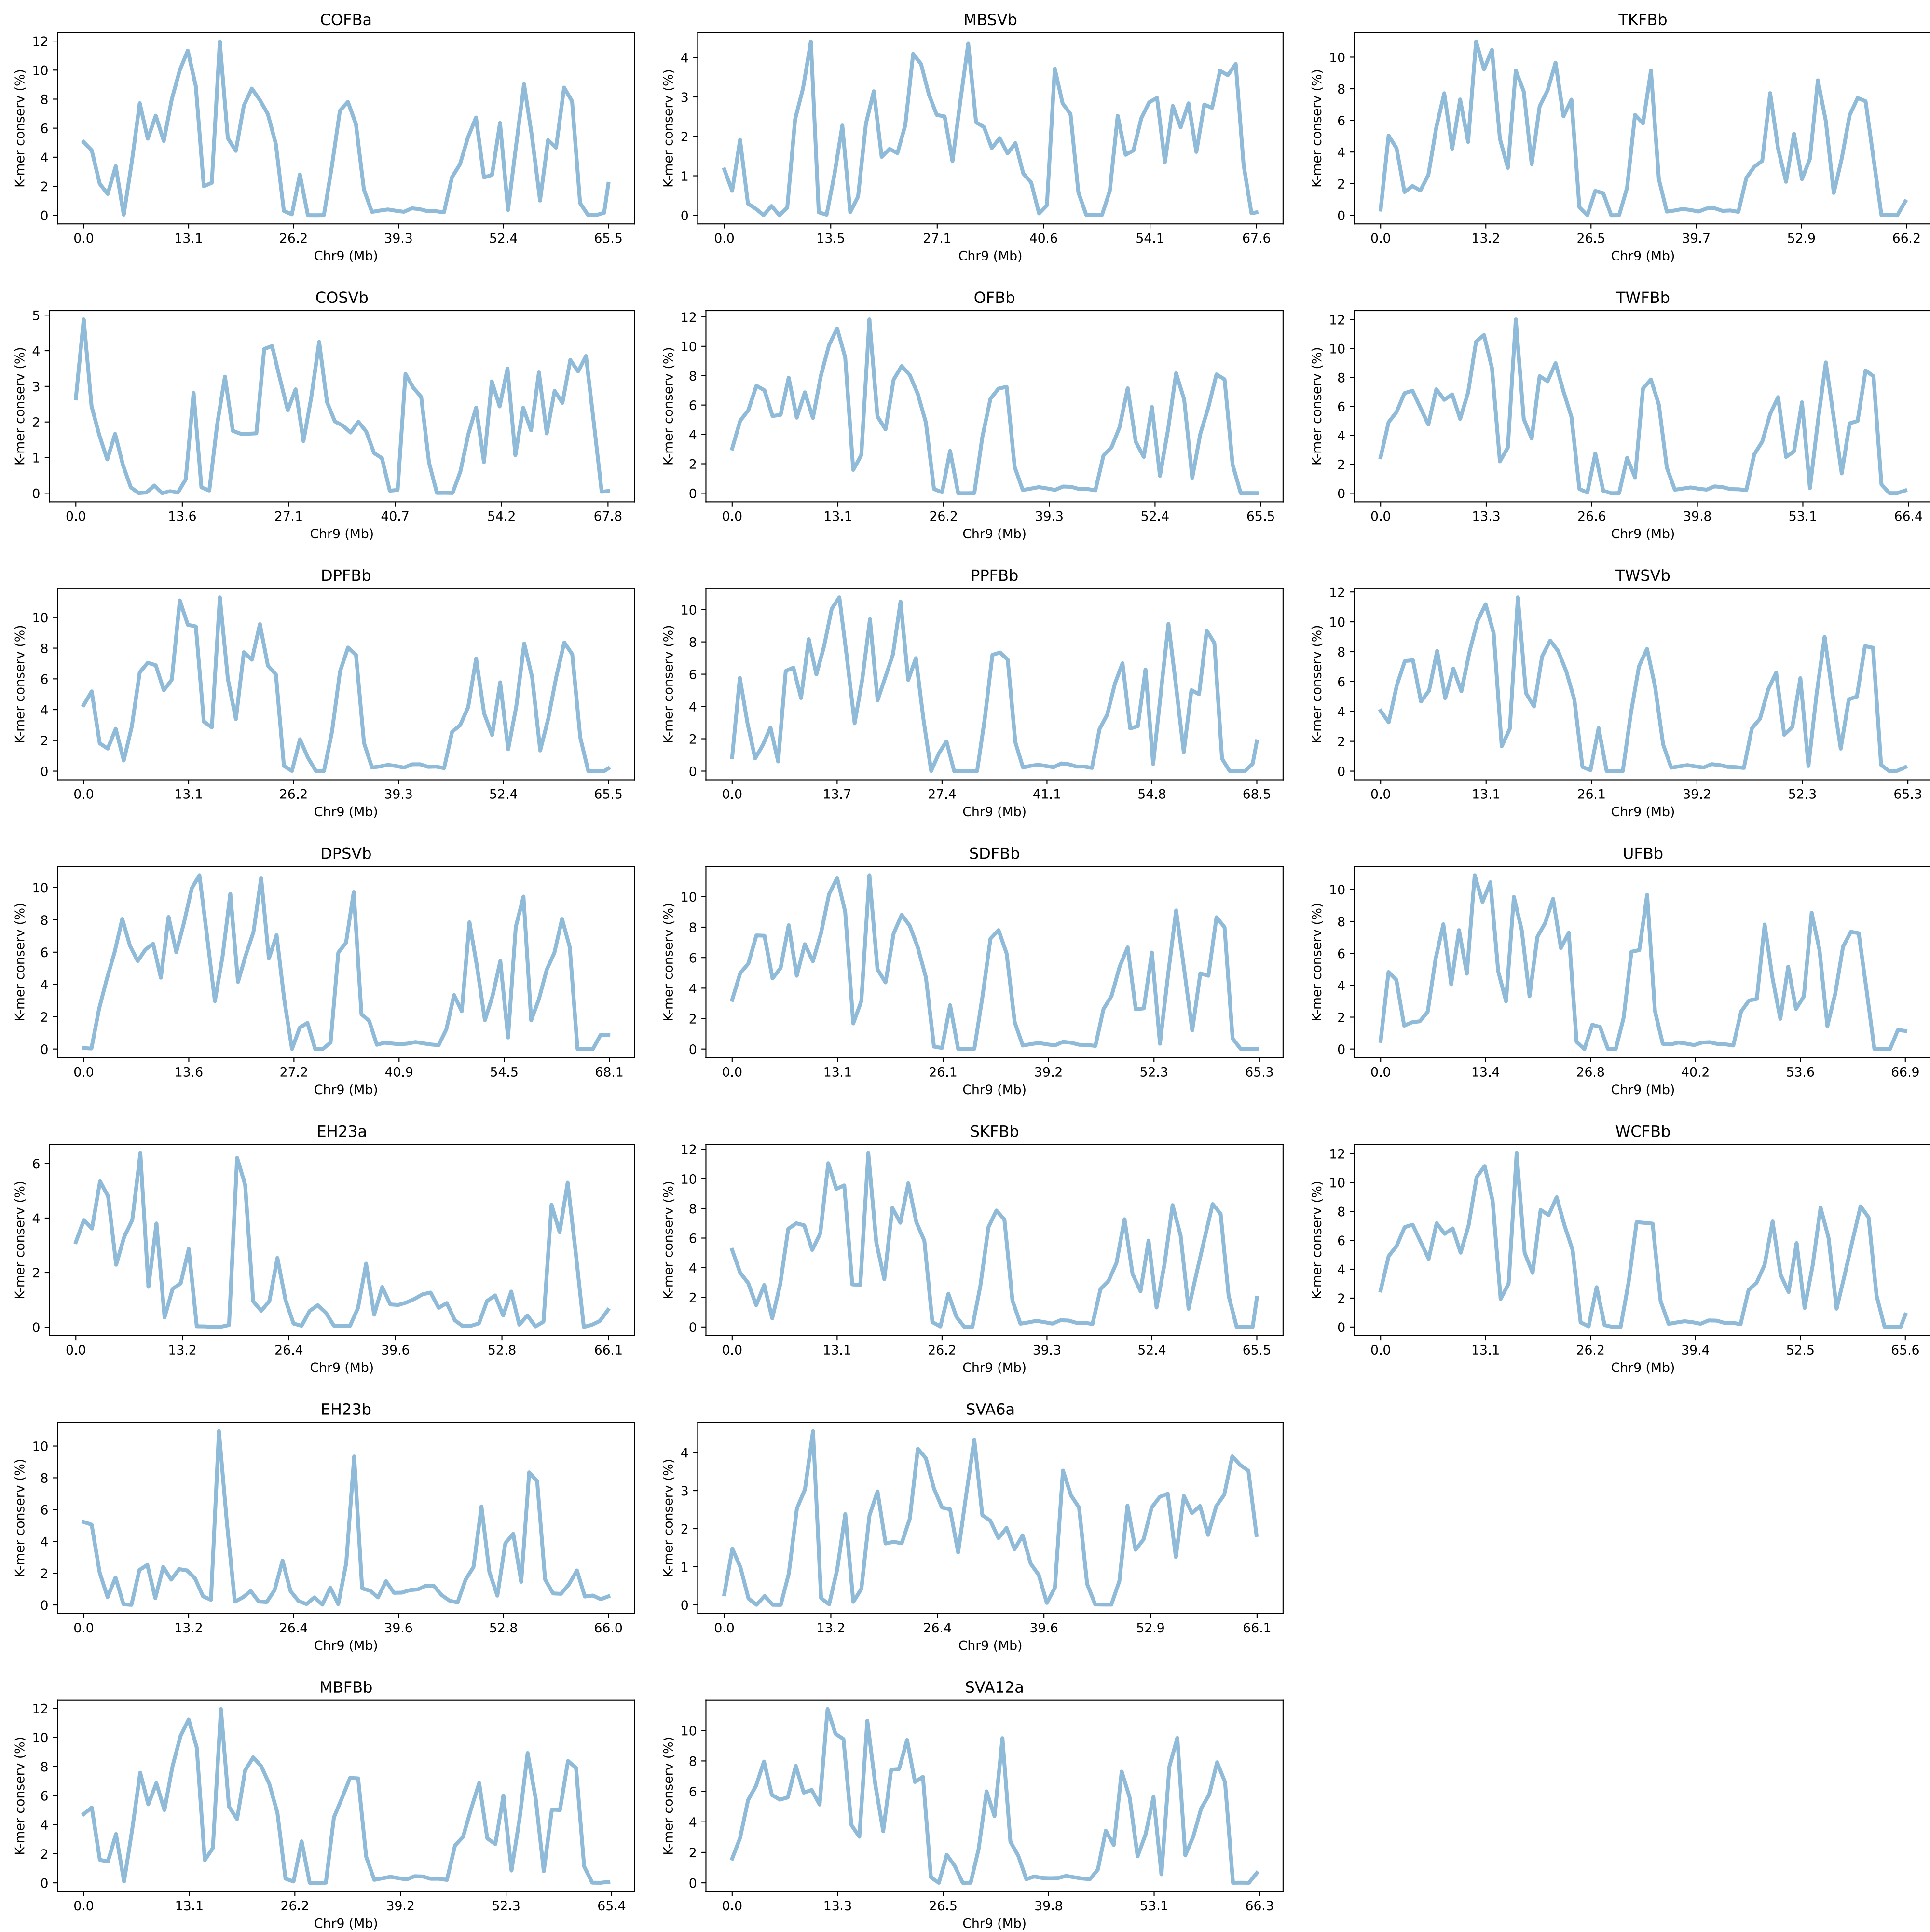 COFBa
K-mer conserv (%)
12
10
8
6
4
2
0
0.0 13.1 26.2 39.3 52.4 65.5
Chr9 (Mb)
MBSVb
K-mer conserv (%)
4
3
2
1
0
0.0 13.5 27.1 40.6 54.1 67.6
Chr9 (Mb)
TKFBb
K-mer conserv (%)
10
8
6
4
2
0
0.0 13.2 26.5 39.7 52.9 66.2
Chr9 (Mb)
COSVb
K-mer conserv (%)
5
4
3
2
1
0
0.0 13.6 27.1 40.7 54.2 67.8
Chr9 (Mb)
OFBb
K-mer conserv (%)
12
10
8
6
4
2
0
0.0 13.1 26.2 39.3 52.4 65.5
Chr9 (Mb)
TWFBb
K-mer conserv (%)
12
10
8
6
4
2
0
0.0 13.3 26.6 39.8 53.1 66.4
Chr9 (Mb)
DPFBb
K-mer conserv (%)
10
8
6
4
2
0
0.0 13.1 26.2 39.3 52.4 65.5
Chr9 (Mb)
PPFBb
K-mer conserv (%)
10
8
6
4
2
0
0.0 13.7 27.4 41.1 54.8 68.5
Chr9 (Mb)
TWSVb
K-mer conserv (%)
12
10
8
6
4
2
0
0.0 13.1 26.1 39.2 52.3 65.3
Chr9 (Mb)
DPSVb
K-mer conserv (%)
10
8
6
4
2
0
0.0 13.6 27.2 40.9 54.5 68.1
Chr9 (Mb)
SDFBb
K-mer conserv (%)
10
8
6
4
2
0
0.0 13.1 26.1 39.2 52.3 65.3
Chr9 (Mb)
UFBb
K-mer conserv (%)
10
8
6
4
2
0
0.0 13.4 26.8 40.2 53.6 66.9
Chr9 (Mb)
EH23a
K-mer conserv (%)
6
4
2
0
0.0 13.2 26.4 39.6 52.8 66.1
Chr9 (Mb)
SKFBb
K-mer conserv (%)
12
10
8
6
4
2
0
0.0 13.1 26.2 39.3 52.4 65.5
Chr9 (Mb)
WCFBb
K-mer conserv (%)
12
10
8
6
4
2
0
0.0 13.1 26.2 39.4 52.5 65.6
Chr9 (Mb)
EH23b
K-mer conserv (%)
10
8
6
4
2
0
0.0 13.2 26.4 39.6 52.8 66.0
Chr9 (Mb)
SVA6a
K-mer conserv (%)
4
3
2
1
0
0.0 13.2 26.4 39.6 52.9 66.1
Chr9 (Mb)
MBFBb
K-mer conserv (%)
12
10
8
6
4
2
0
0.0 13.1 26.2 39.2 52.3 65.4
Chr9 (Mb)
SVA12a
K-mer conserv (%)
10
8
6
4
2
0
0.0 13.3 26.5 39.8 53.1 66.3
Chr9 (Mb)